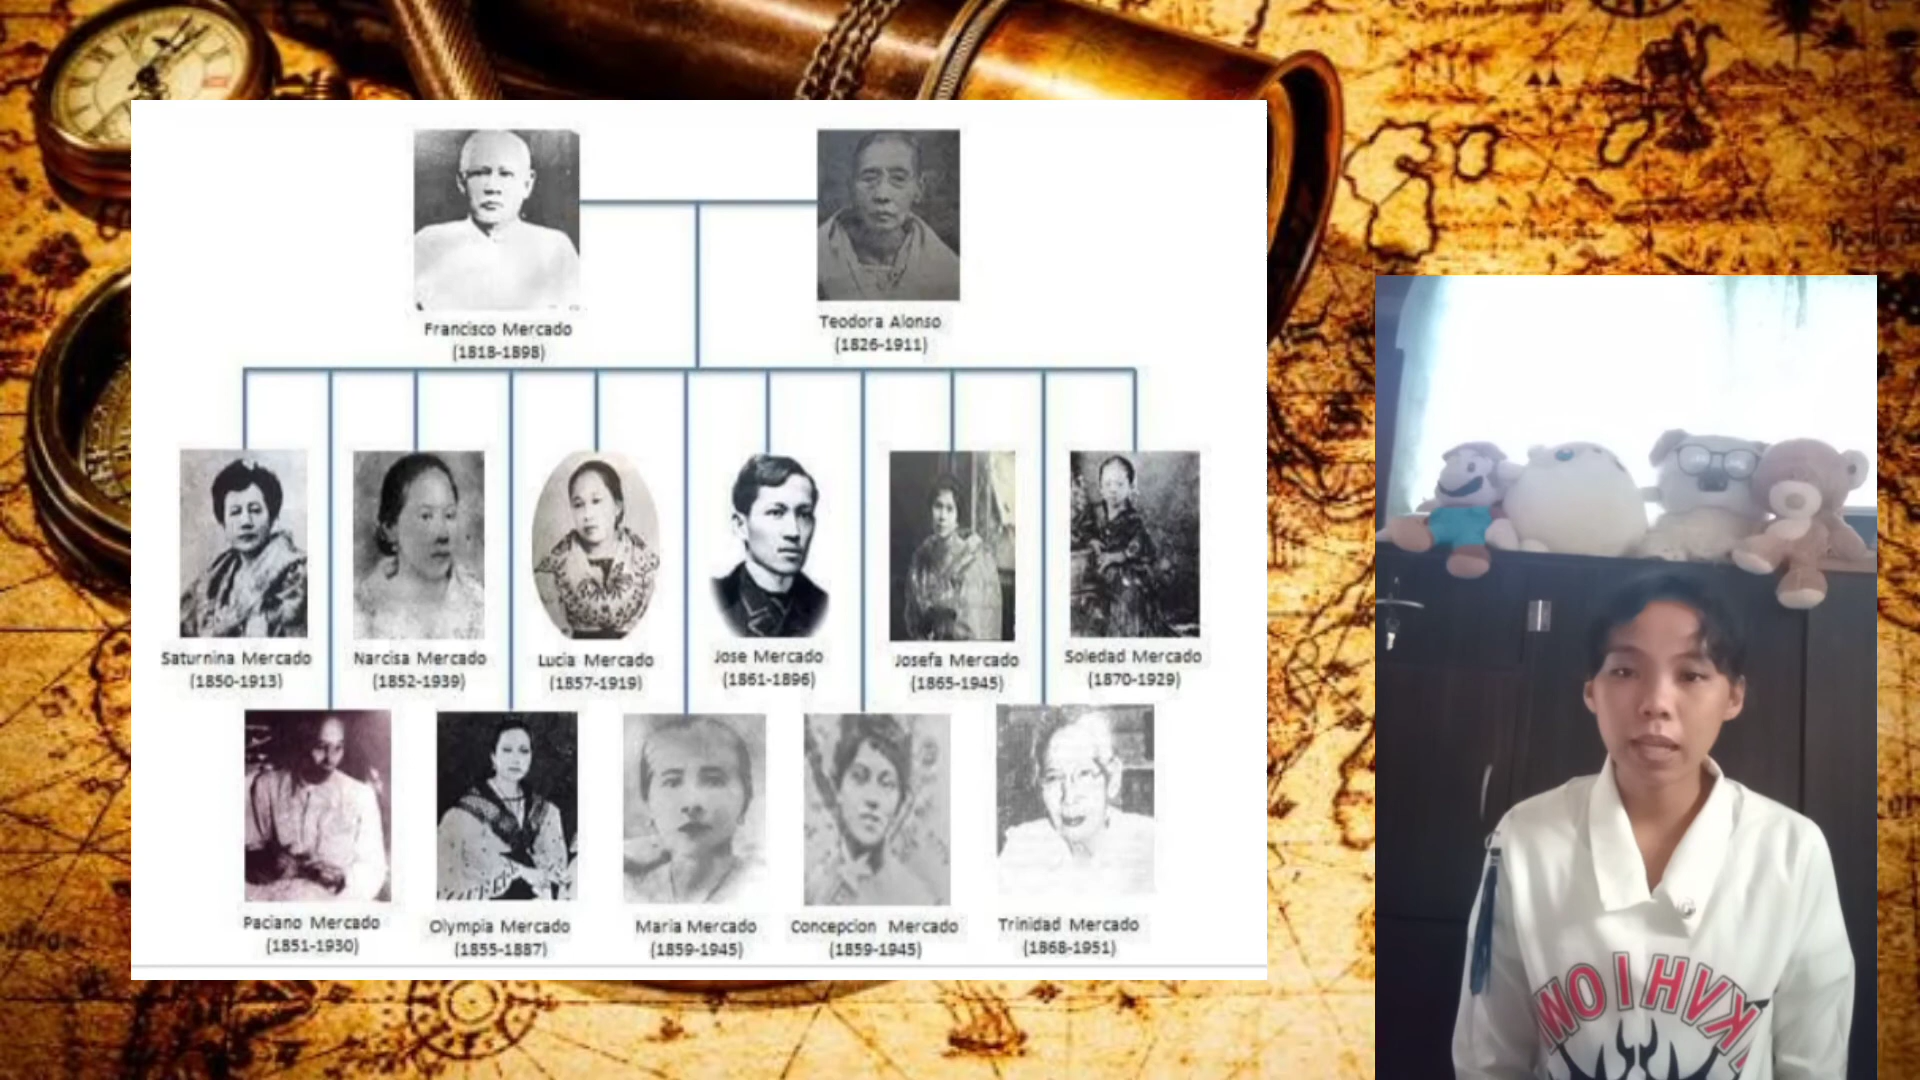 Francisco Mercado
(1818-1898)
Teodora Alonso
(1826-1911)
Saturnina Mercado
(1850-1913)
Narcisa Mercado
(1852-1939)
Lucia Mercado
(1857-1919)
Jose Mercado
(1861-1896)
Josefa Mercado
(1865-1945)
Soledad Mercado
(1870-1929)
Paciano Mercado
(1851-1930)
Olympia Mercado
(1855-1887)
Maria Mercado
(1859-1945)
Concepcion Mercado
(1859-1945)
Trinidad Mercado
(1868-1951)